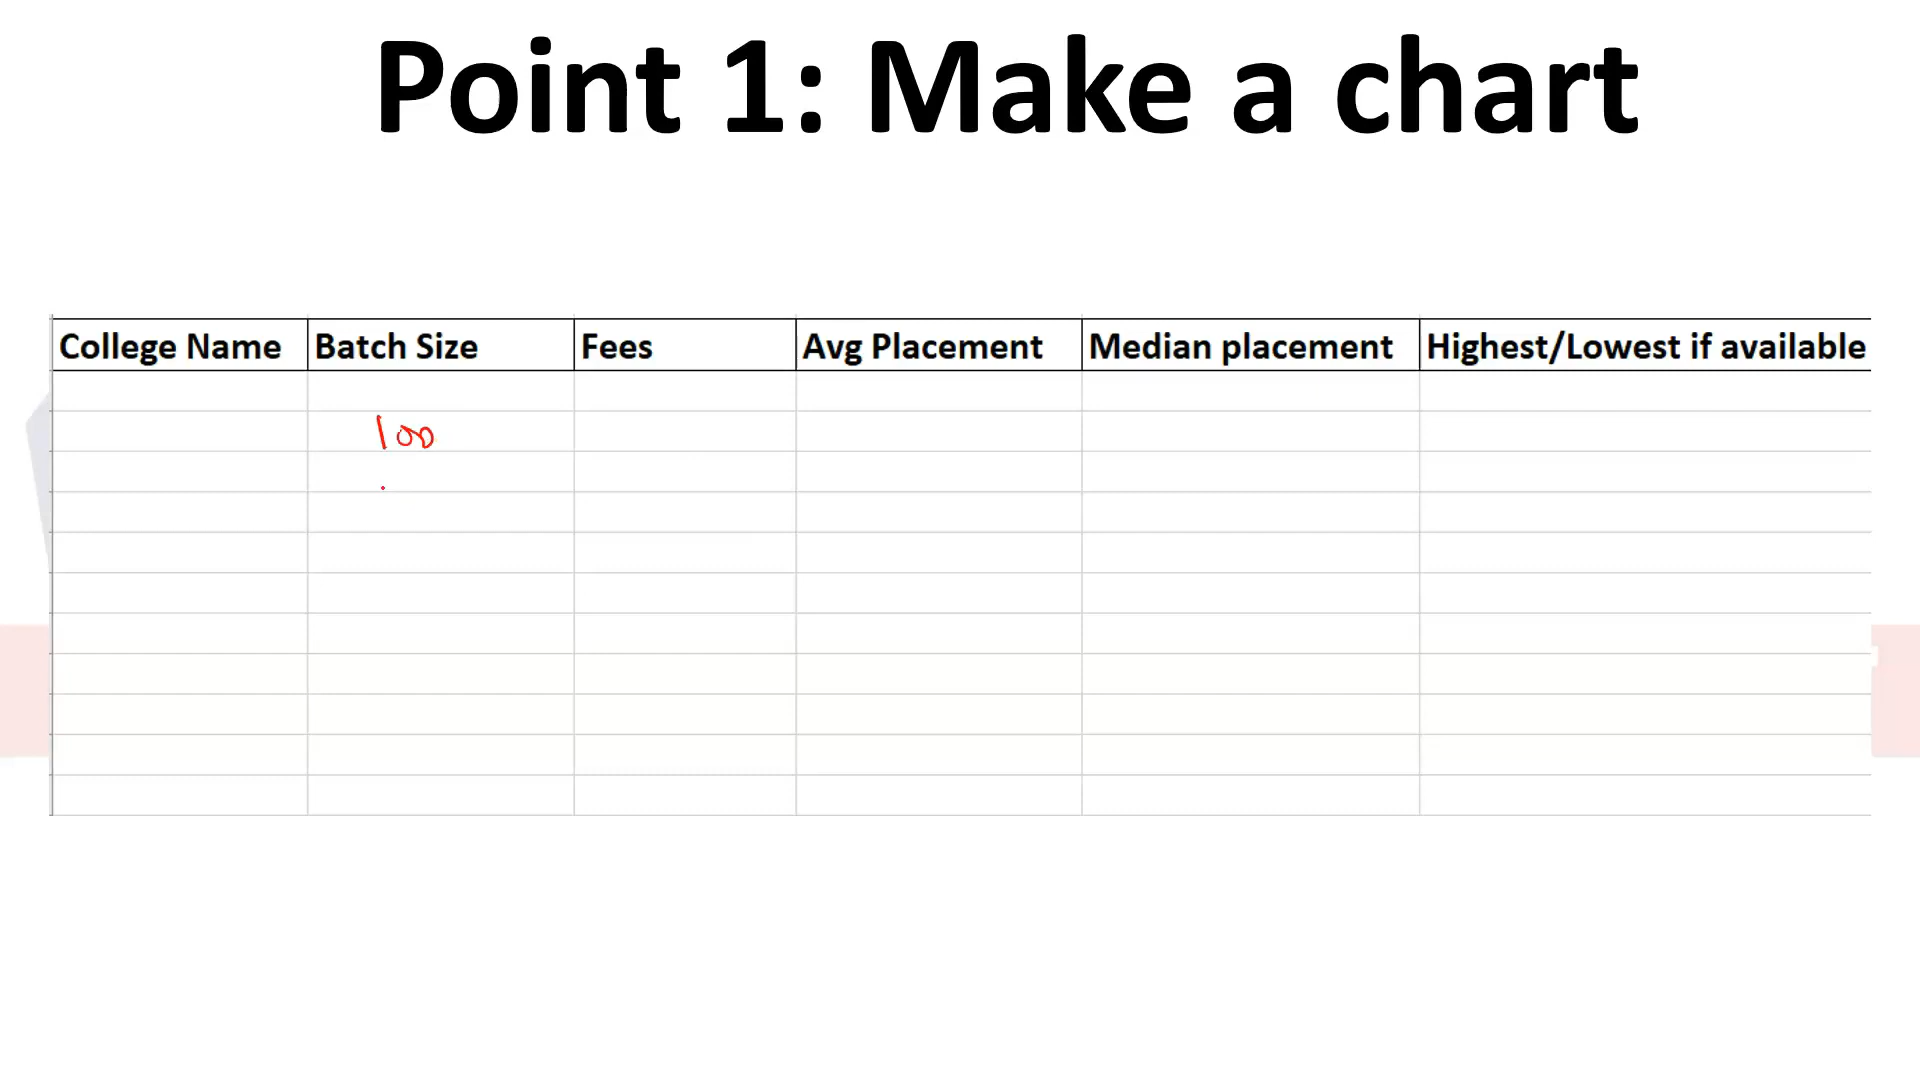 Point 1: Make a chart
College Name Batch Size Fees Avg Placement Median placement Highest/Lowest if available
100